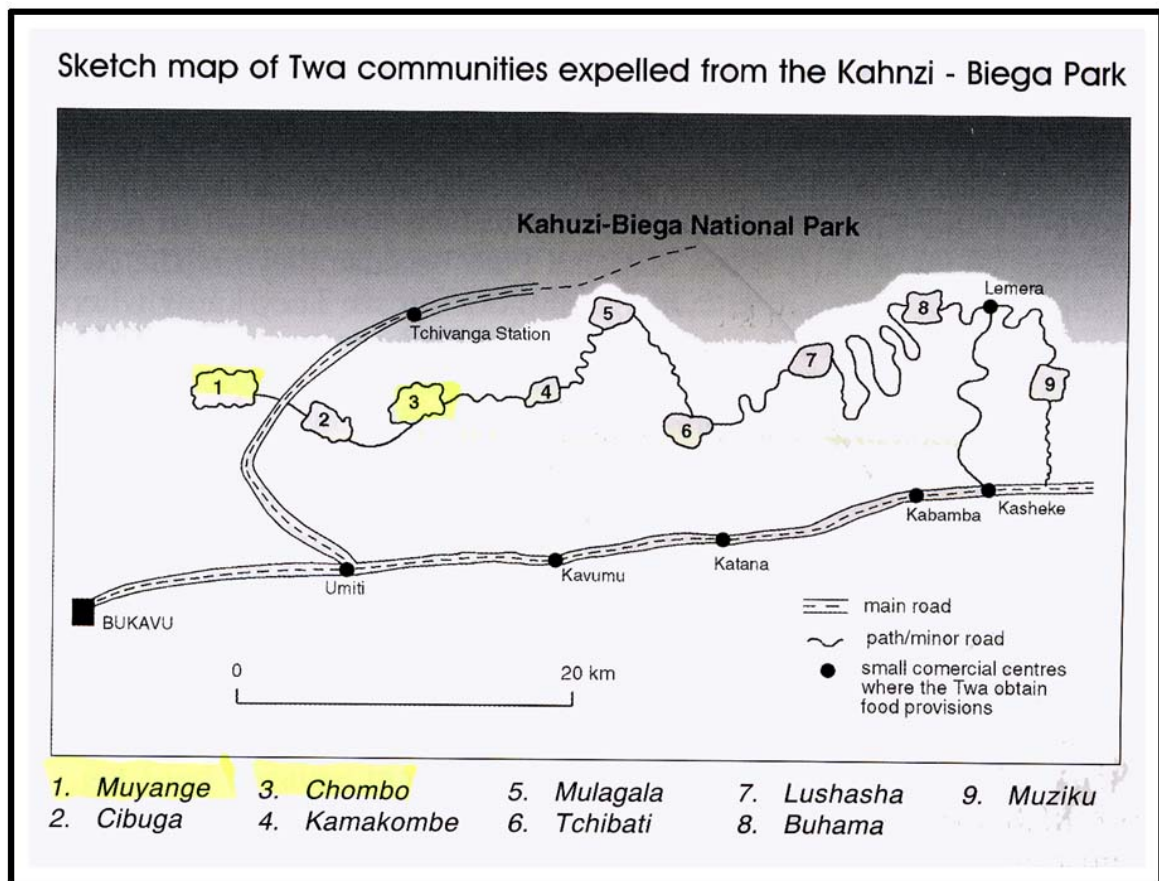 Sketch map of Twa communities expelled from the Kahnzi - Biega Park
Kahuzi-Biega National Park
Lemera
Tchivanga Station
1
2
3
4
5
6
7
8
9
Kabamba
Kasheke
Katana
Kavumu
Umiti
BUKAVU
main road
path/minor road
small comercial centres
where the Twa obtain
food provisions
0 20 km
1. Muyange 3. Chombo 5. Mulagala 7. Lushasha 9. Muziku
2. Cibuga 4. Kamakombe 6. Tchibati 8. Buhama